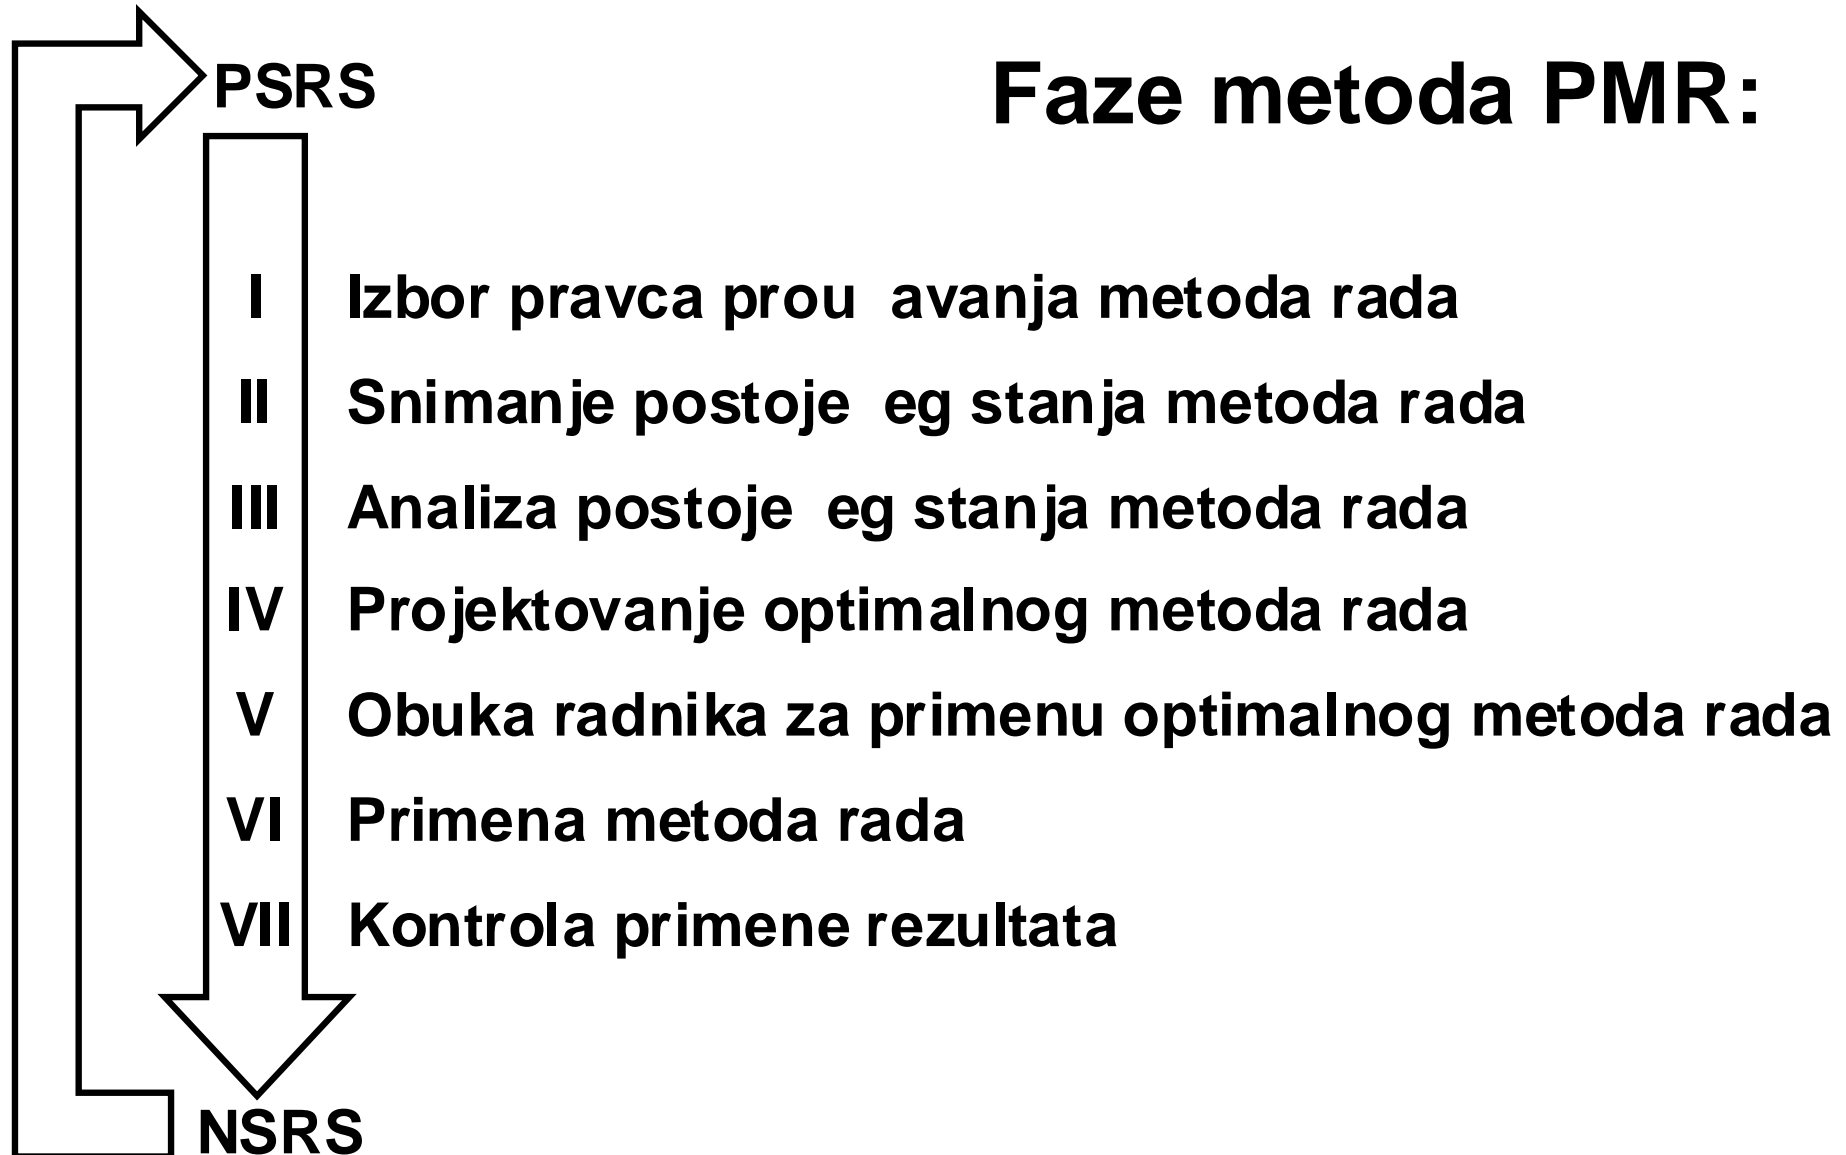 PSRS
Faze metoda PMR:
I Izbor pravca prou avanja metoda rada
II Snimanje postoje eg stanja metoda rada
III Analiza postoje eg stanja metoda rada
IV Projektovanje optimalnog metoda rada
V Obuka radnika za primenu optimalnog metoda rada
VI Primena metoda rada
VII Kontrola primene rezultata
NSRS